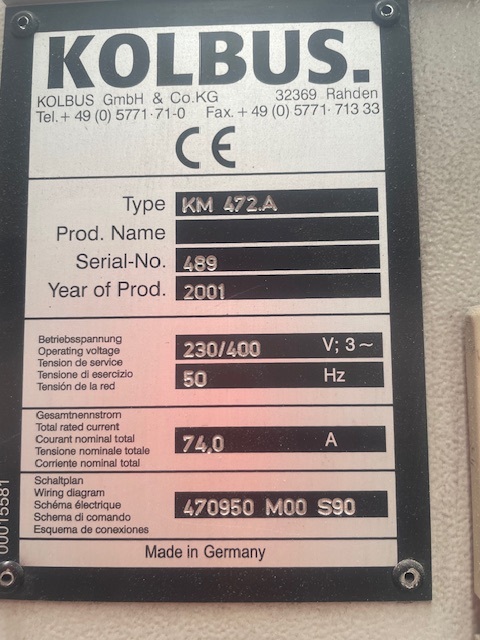 KOLBUS.
KOLBUS GmbH & Co.KG 32369 Rahden
Tel.+ 49 (0) 5771-71-0 Fax.+ 49 (0) 5771- 713 33
CE
Type KM 472.A
Prod. Name
Serial-No. 489
Year of Prod. 2001
Betriebsspannung
Operating voltage 230/400 V; 3~
Tension de service
Tensione di esercizio 50 Hz
Tensión de la red
Gesamtnennstrom
Total rated current
Courant nominal total 74,0 A
Tensione nominale totale
Corriente nominal total
Schaltplan
Wiring diagram
Schéma électrique 470950 M00 S90
Schema di comando
Esquema de conexiones
Made in Germany
00015581